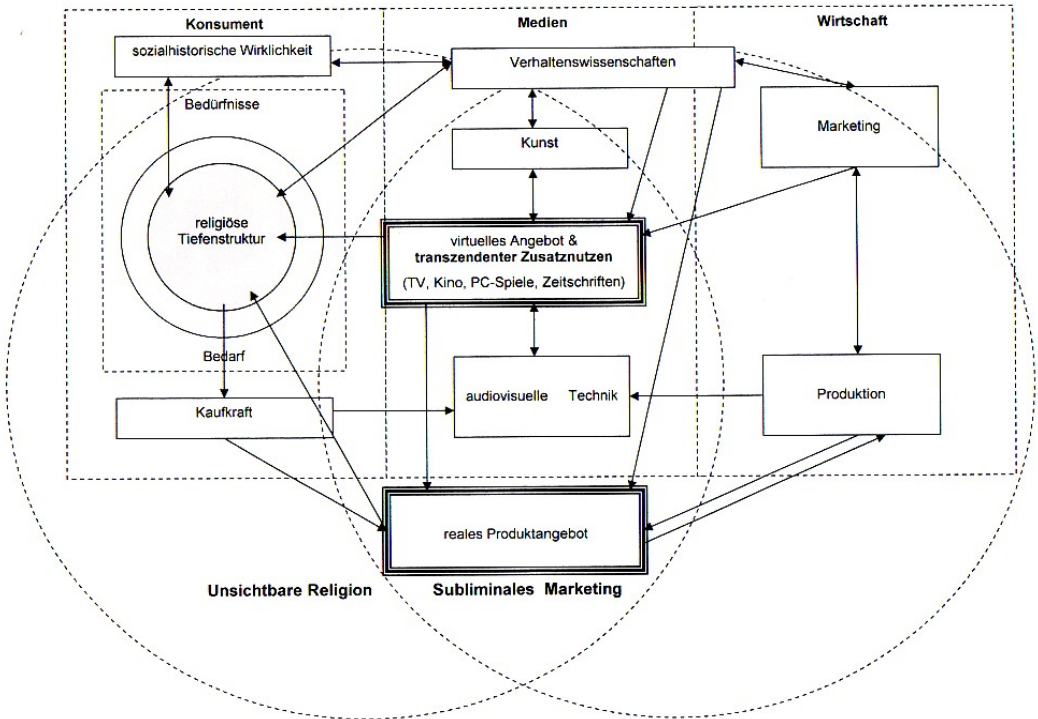 Konsument
Medien
Wirtschaft
sozialhistorische Wirklichkeit
Verhaltenswissenschaften
Bedürfnisse
Marketing
Kunst
religiöse
Tiefenstruktur
virtuelles Angebot &
transzendenter Zusatznutzen
(TV, Kino, PC-Spiele, Zeitschriften)
Bedarf
Kaufkraft
audiovisuelle Technik
Produktion
reales Produktangebot
Unsichtbare Religion
Subliminales Marketing